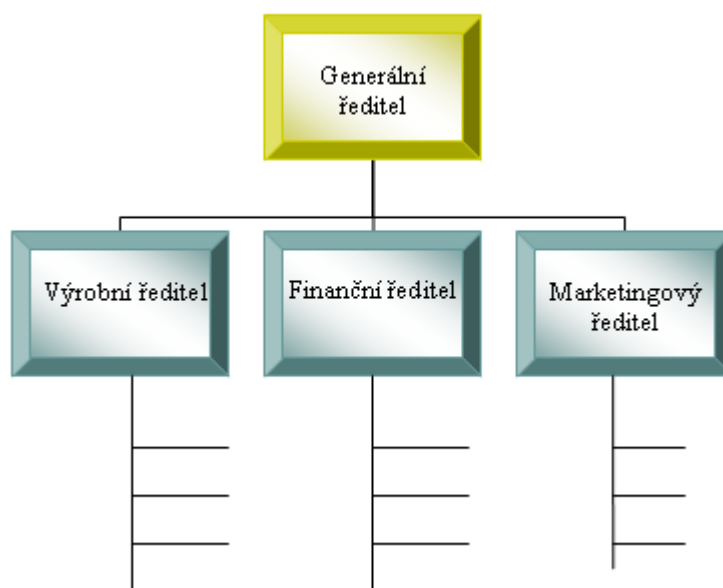 Generální
ředitel
Výrobní ředitel
Finanční ředitel
Marketingový
ředitel